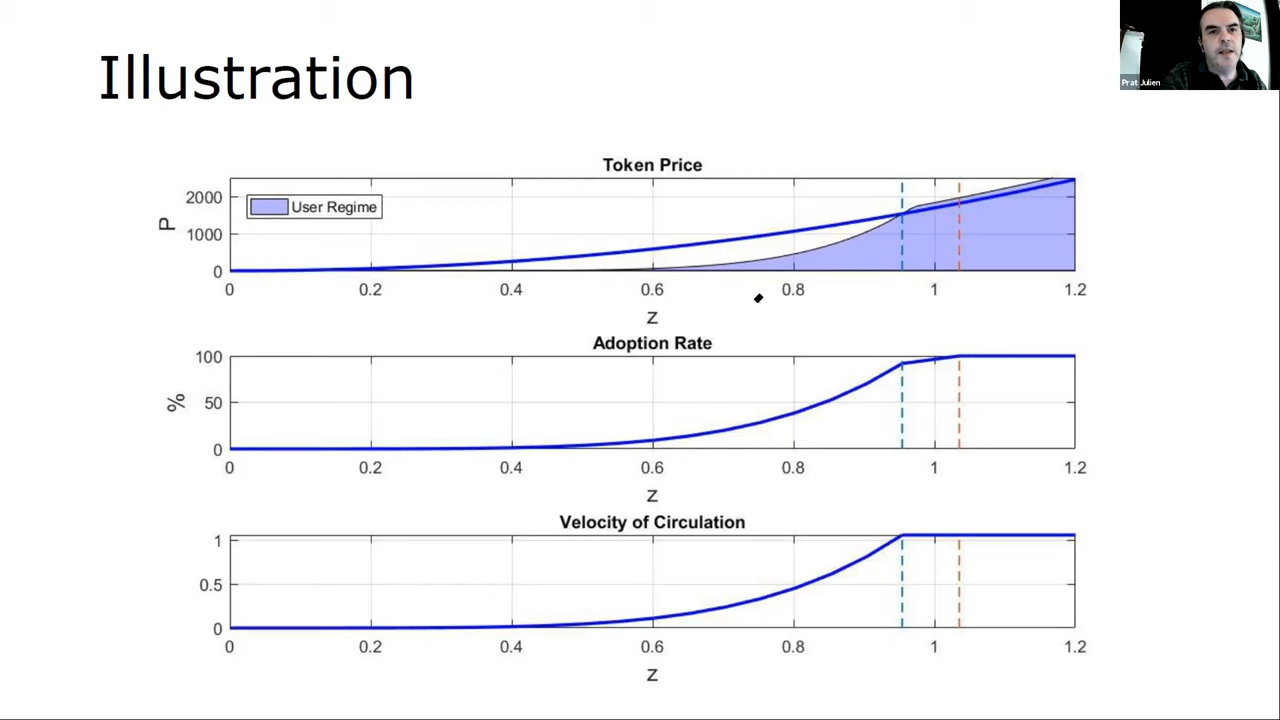 Illustration
Prat Julien
Token Price
P
2000
1000
0
User Regime
0 0.2 0.4 0.6 0.8 1 1.2
z
Adoption Rate
%
100
50
0
0 0.2 0.4 0.6 0.8 1 1.2
z
Velocity of Circulation
1
0.5
0
0 0.2 0.4 0.6 0.8 1 1.2
z